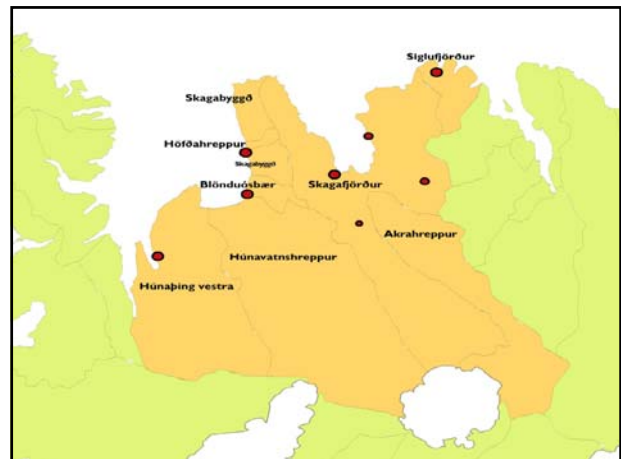 Siglufjörður
Skagabyggð
Höfðahreppur
Skagabyggð
Blönduósbær
Skagafjörður
Akrahreppur
Húnavatnshreppur
Húnaþing vestra